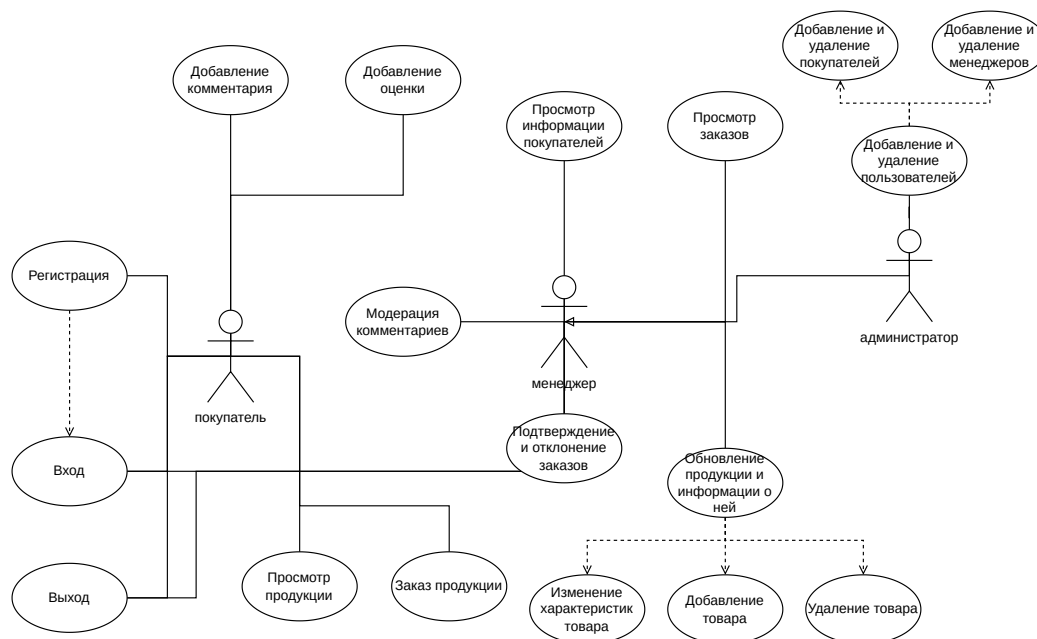 Добавление и
удаление
покупателей
Добавление и
удаление
менеджеров
Добавление
комментария
Добавление
оценки
Просмотр
информации
покупателей
Просмотр
заказов
Добавление и
удаление
пользователей
Регистрация
Модерация
комментариев
администратор
менеджер
покупатель
Подтверждение
и отклонение
заказов
Вход
Обновление
продукции и
информации о
ней
Выход
Просмотр
продукции
Заказ продукции
Изменение
характеристик
товара
Добавление
товара
Удаление товара